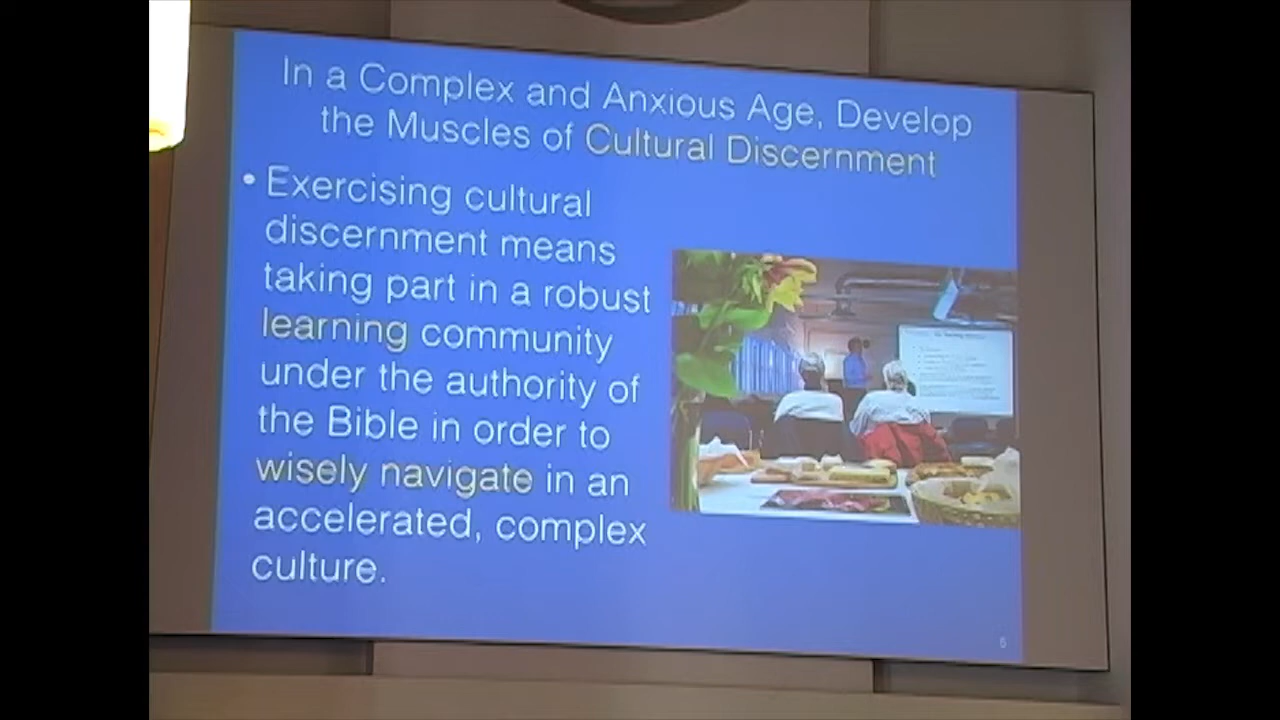 In a Complex and Anxious Age, Develop
the Muscles of Cultural Discernment
• Exercising cultural
discernment means
taking part in a robust
learning community
under the authority of
the Bible in order to
wisely navigate in an
accelerated, complex
culture.